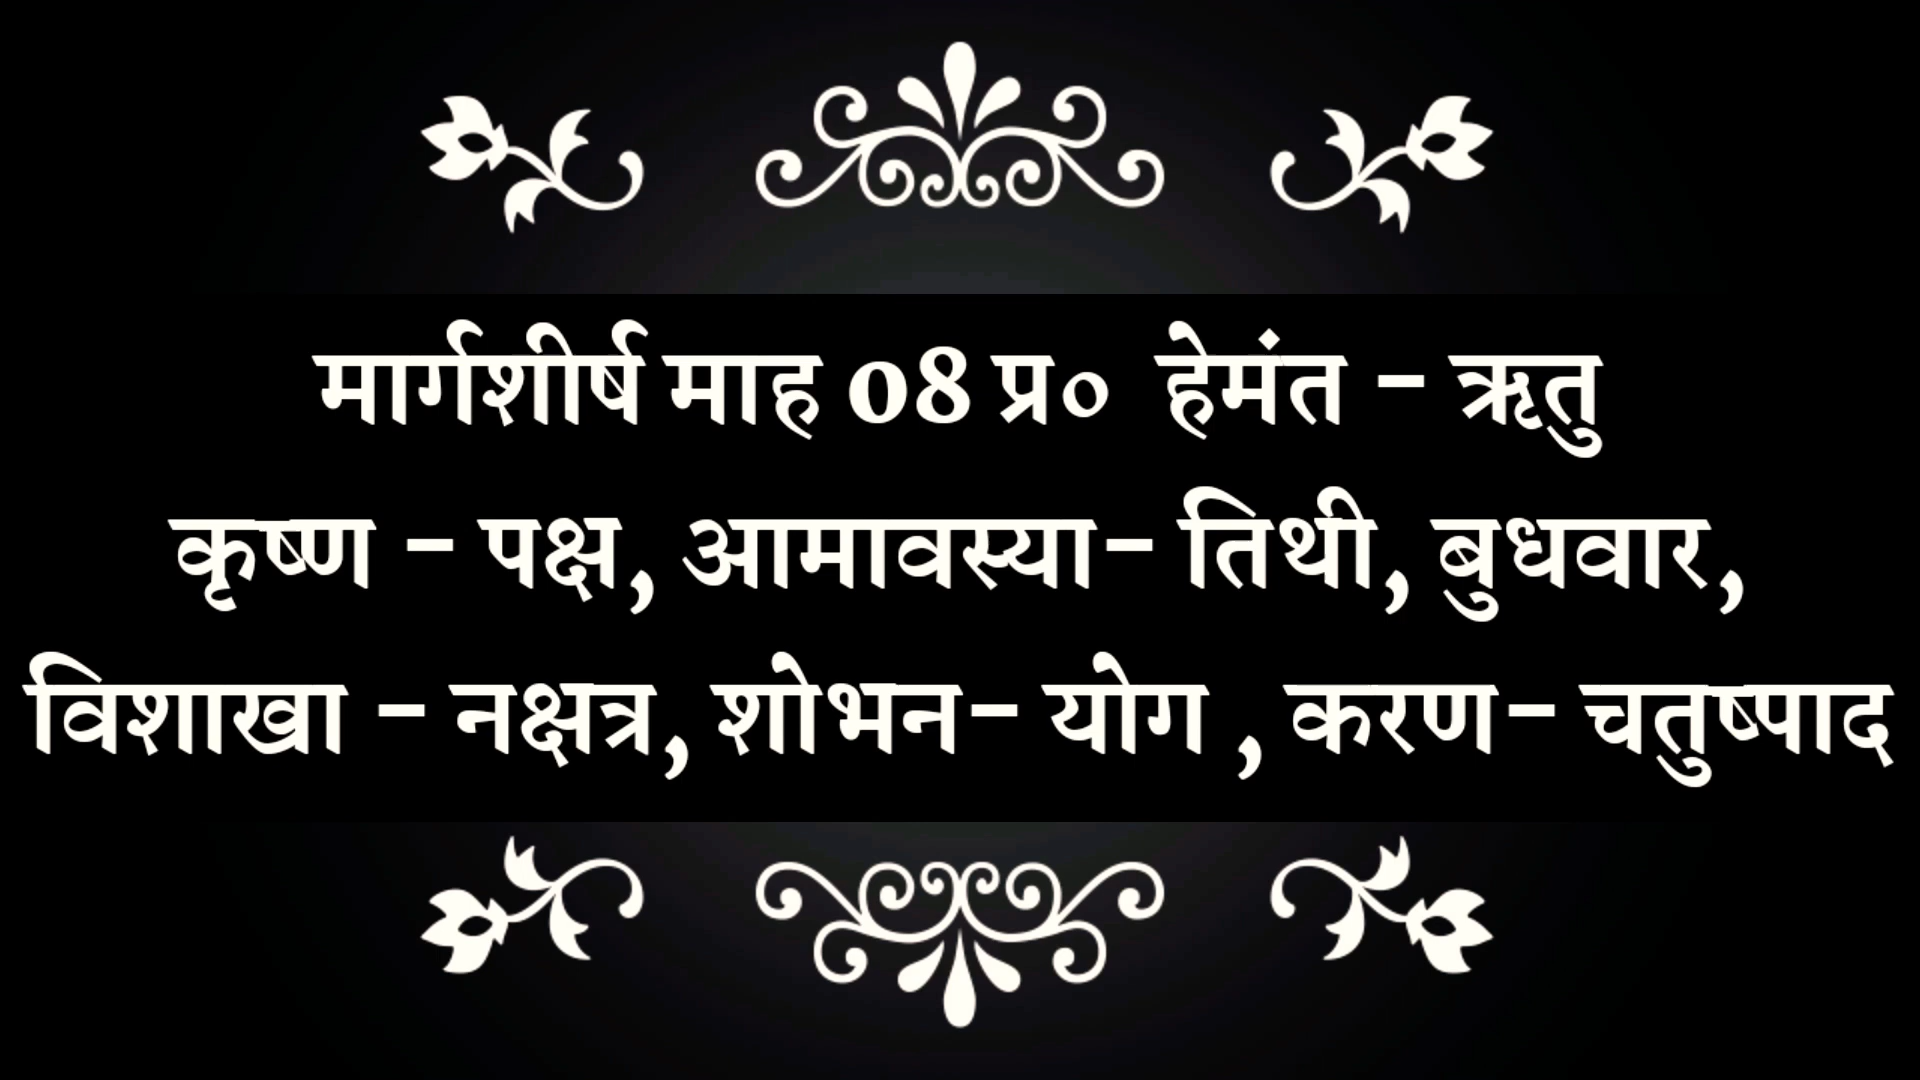 मार्गशीर्ष माह 08 प्र० हेमंत - ऋतु
कृष्ण - पक्ष, आमावस्या- तिथी, बुधवार,
विशाखा - नक्षत्र, शोभन- योग , करण- चतुष्पाद